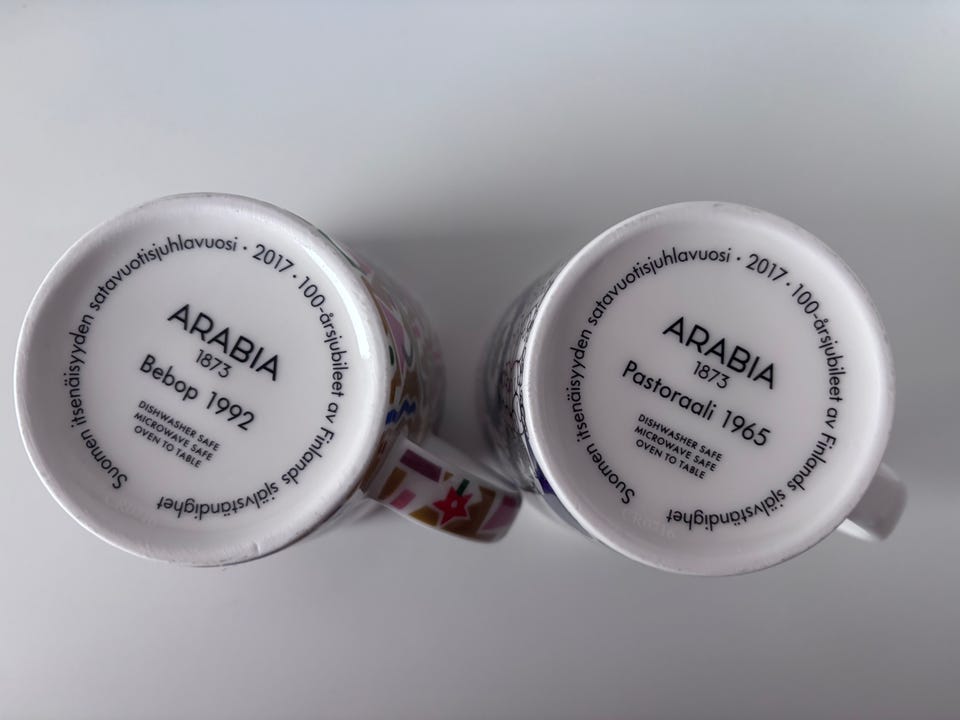 Suomen itsenäisyyden satavuotisjuhlavuosi · 2017 · 100-årsjubileet av Finlands självständighet
ARABIA
1873
Bebop 1992
DISHWASHER SAFE
MICROWAVE SAFE
OVEN TO TABLE
Suomen itsenäisyyden satavuotisjuhlavuosi · 2017 · 100-årsjubileet av Finlands självständighet
ARABIA
1873
Pastoraali 1965
DISHWASHER SAFE
MICROWAVE SAFE
OVEN TO TABLE